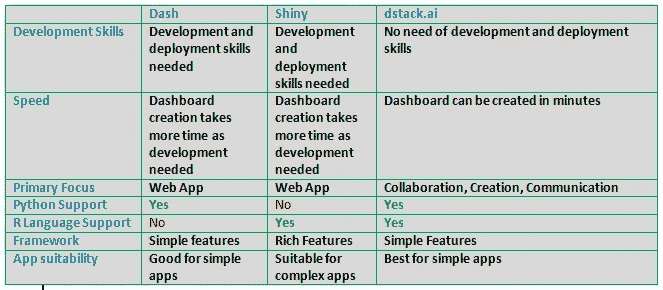 Dash Shiny dstack.ai
Development Skills Development and Development No need of development and deployment
deployment skills and skills
needed deployment
skills needed
Speed Dashboard Dashboard Dashboard can be created in minutes
creation takes creation takes
more time as more time as
development development
needed needed
Primary Focus Web App Web App Collaboration, Creation, Communication
Python Support Yes No Yes
R Language Support No Yes Yes
Framework Simple features Rich Features Simple Features
App suitability Good for simple Suitable for Best for simple apps
apps complex apps